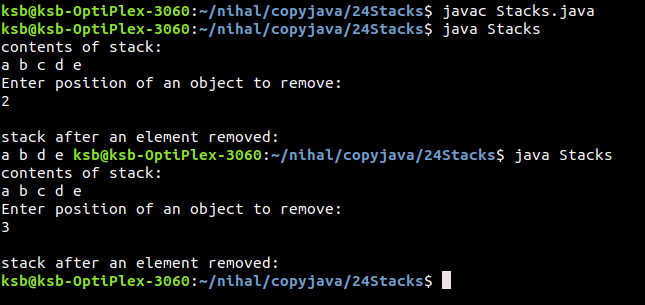 ksb@ksb-OptiPlex-3060:~/nihal/copyjava/24Stacks$ javac Stacks.java
ksb@ksb-OptiPlex-3060:~/nihal/copyjava/24Stacks$ java Stacks
contents of stack:
a b c d e
Enter position of an object to remove:
2
stack after an element removed:
a b d e ksb@ksb-OptiPlex-3060:~/nihal/copyjava/24Stacks$ java Stacks
contents of stack:
a b c d e
Enter position of an object to remove:
3
stack after an element removed:
ksb@ksb-OptiPlex-3060:~/nihal/copyjava/24Stacks$